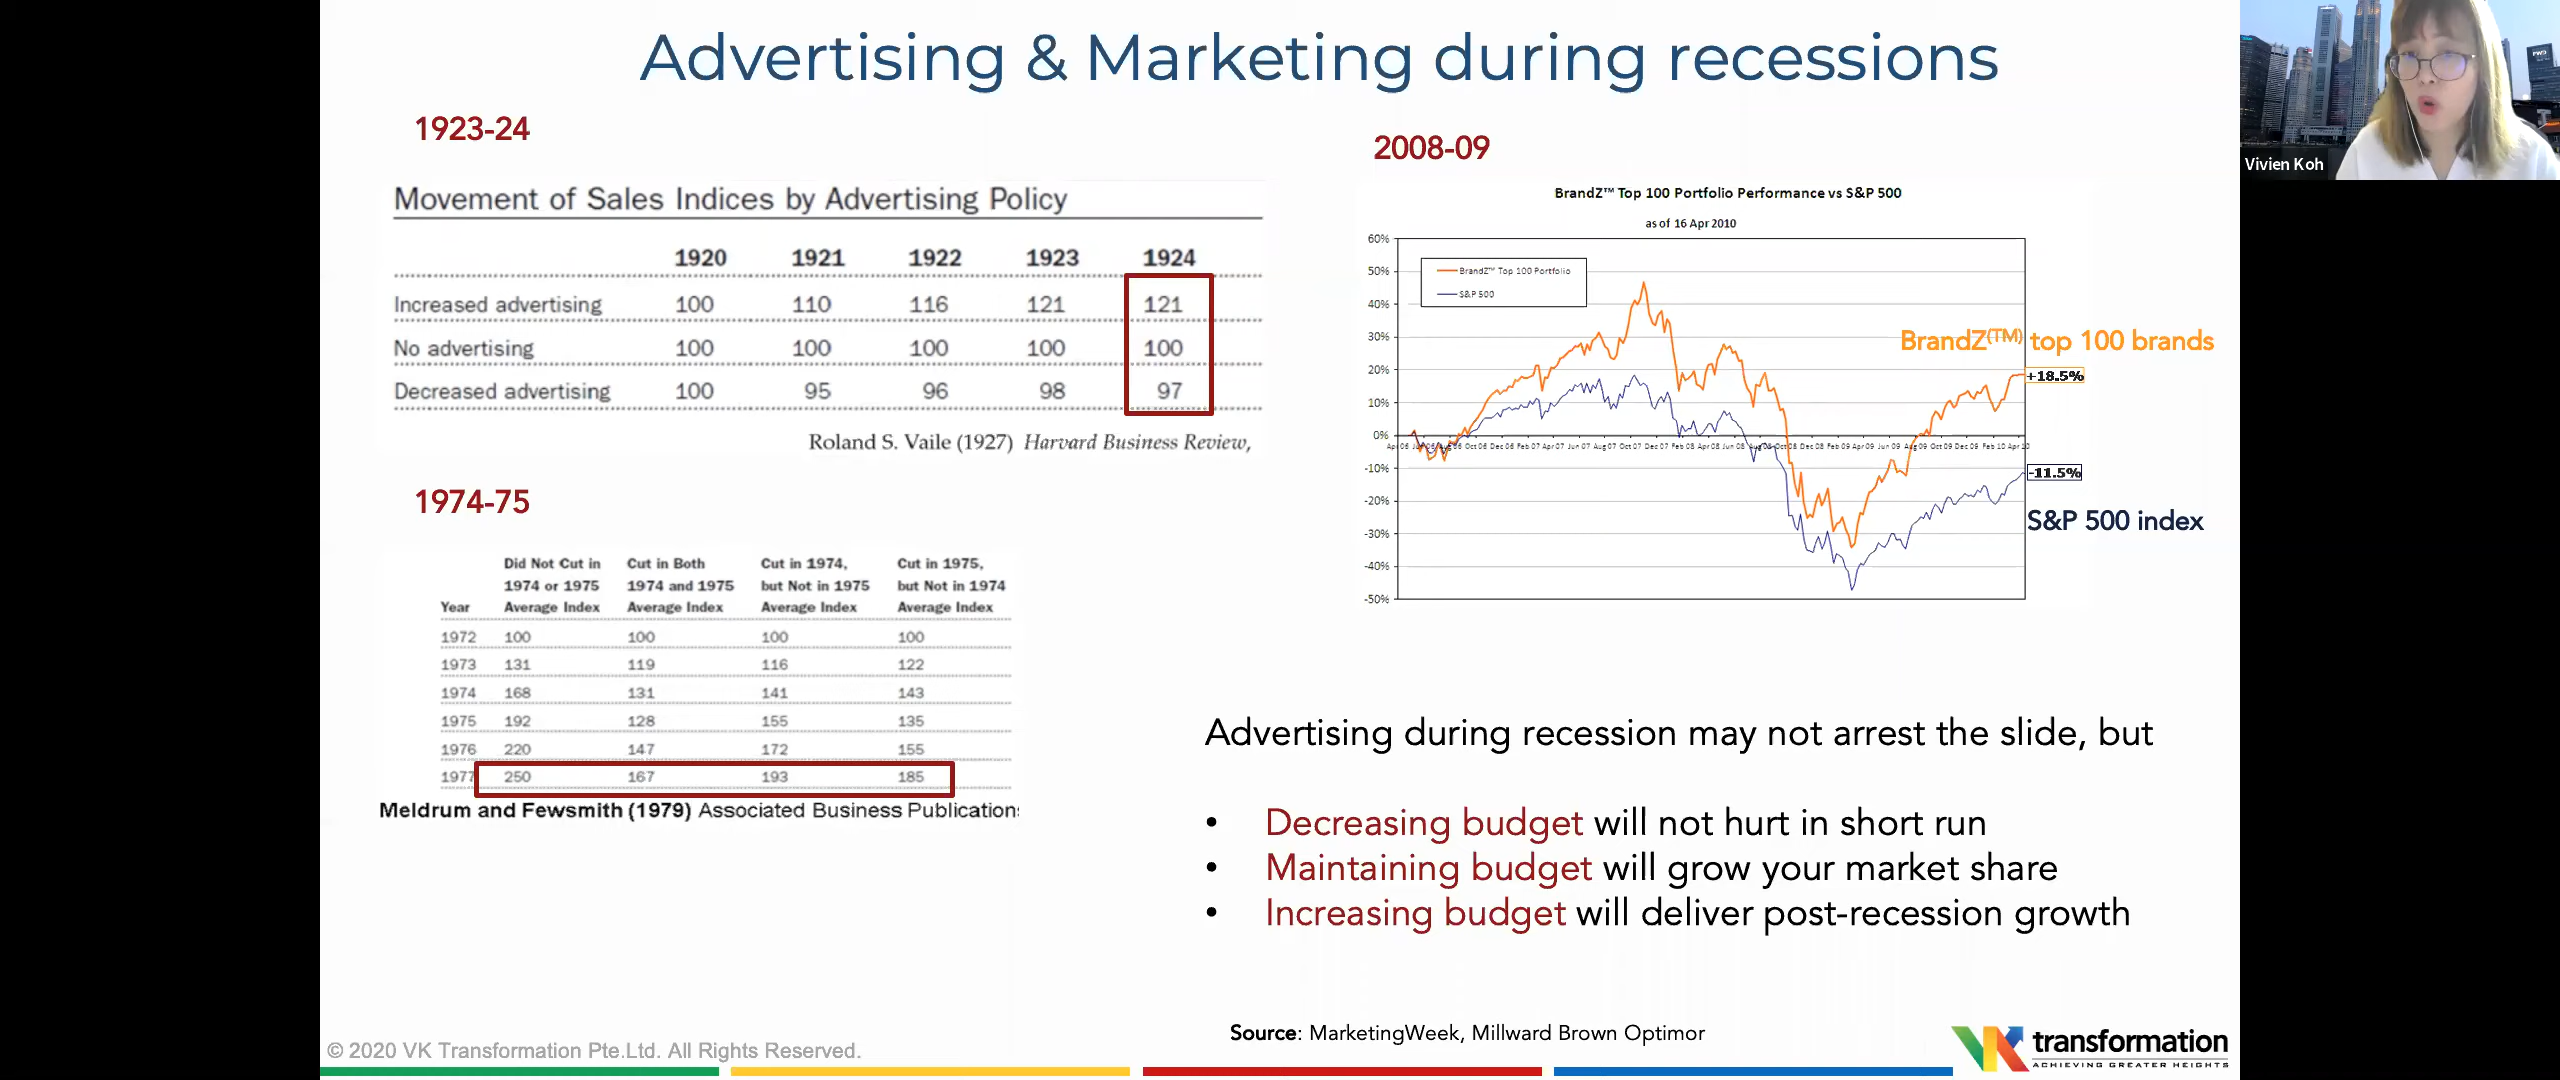 Advertising & Marketing during recessions
1923-24
Movement of Sales Indices by Advertising Policy
1920 1921 1922 1923 1924
Increased advertising 100 110 116 121 121
No advertising 100 100 100 100 100
Decreased advertising 100 95 96 98 97
Roland S. Vaile (1927) Harvard Business Review,
1974-75
Did Not Cut in Cut in Both Cut in 1974, Cut in 1975,
1974 or 1975 1974 and 1975 but Not in 1975 but Not in 1974
Year Average Index Average Index Average Index Average Index
1972 100 100 100 100
1973 131 119 116 122
1974 168 131 141 143
1975 192 128 155 135
1976 220 147 172 155
1977 250 167 193 185
Meldrum and Fewsmith (1979) Associated Business Publication
2008-09
BrandZ™ Top 100 Portfolio Performance vs S&P 500
as of 16 Apr 2010
60%
50%
40%
30%
20%
10%
0%
-10%
-20%
-30%
-40%
-50%
BrandZ™ Top 100 Portfolio
S&P 500
BrandZ(TM) top 100 brands
+18.5%
-11.5%
S&P 500 index
Advertising during recession may not arrest the slide, but
• Decreasing budget will not hurt in short run
• Maintaining budget will grow your market share
• Increasing budget will deliver post-recession growth
Source: MarketingWeek, Millward Brown Optimor
© 2020 VK Transformation Pte.Ltd. All Rights Reserved.
VK transformation
ACHIEVING GREATER HEIGHTS
Vivien Koh
FWD